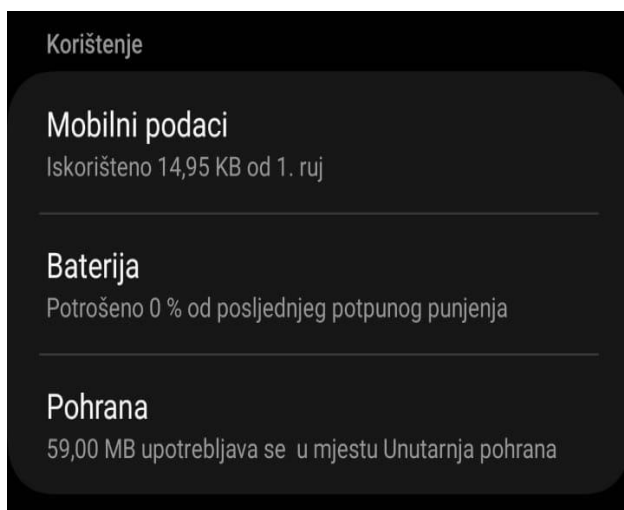 Korištenje
Mobilni podaci
Iskorišteno 14,95 KB od 1. ruj
Baterija
Potrošeno 0 % od posljednjeg potpunog punjenja
Pohrana
59,00 MB upotrebljava se  u mjestu Unutarnja pohrana